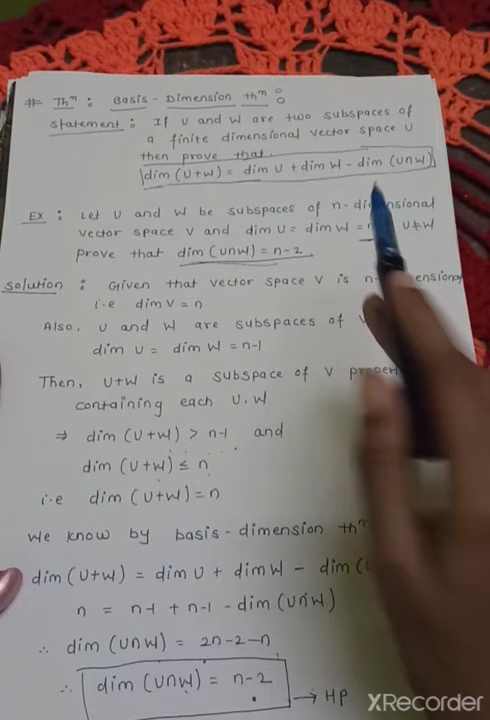 # Thⁿ : Basis - Dimension thⁿ :
Statement : If U and W are two subspaces of
a finite dimensional vector space U
then prove that
dim (U+W) = dim U + dim W - dim (U∩W)
Ex : Let U and W be subspaces of n-dimensional
vector space V and dim U = dim W = U≠W
prove that dim (U∩W) = n-2.
Solution : Given that vector space V is
i.e dim V = n
Also, U and W are subspaces of
dim U = dim W = n-1
Then, U+W is a subspace of V
containing each U, W
⇒ dim (U+W) > n-1 and
dim (U+W) ≤ n
i.e dim (U+W) = n
We know by basis - dimension thⁿ
dim (U+W) = dim U + dim W - dim
n = n-1 + n-1 - dim (U∩W)
∴ dim (U∩W) = 2n-2-n
∴ dim (U∩W) = n-2 → HP
XRecorder